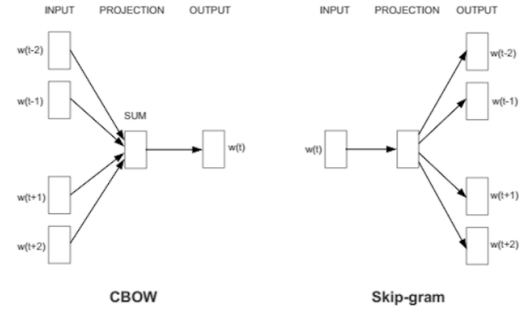 INPUT PROJECTION OUTPUT
w(t-2)
w(t-1)
SUM
w(t)
w(t+1)
w(t+2)
CBOW
INPUT PROJECTION OUTPUT
w(t-2)
w(t-1)
w(t)
w(t+1)
w(t+2)
Skip-gram